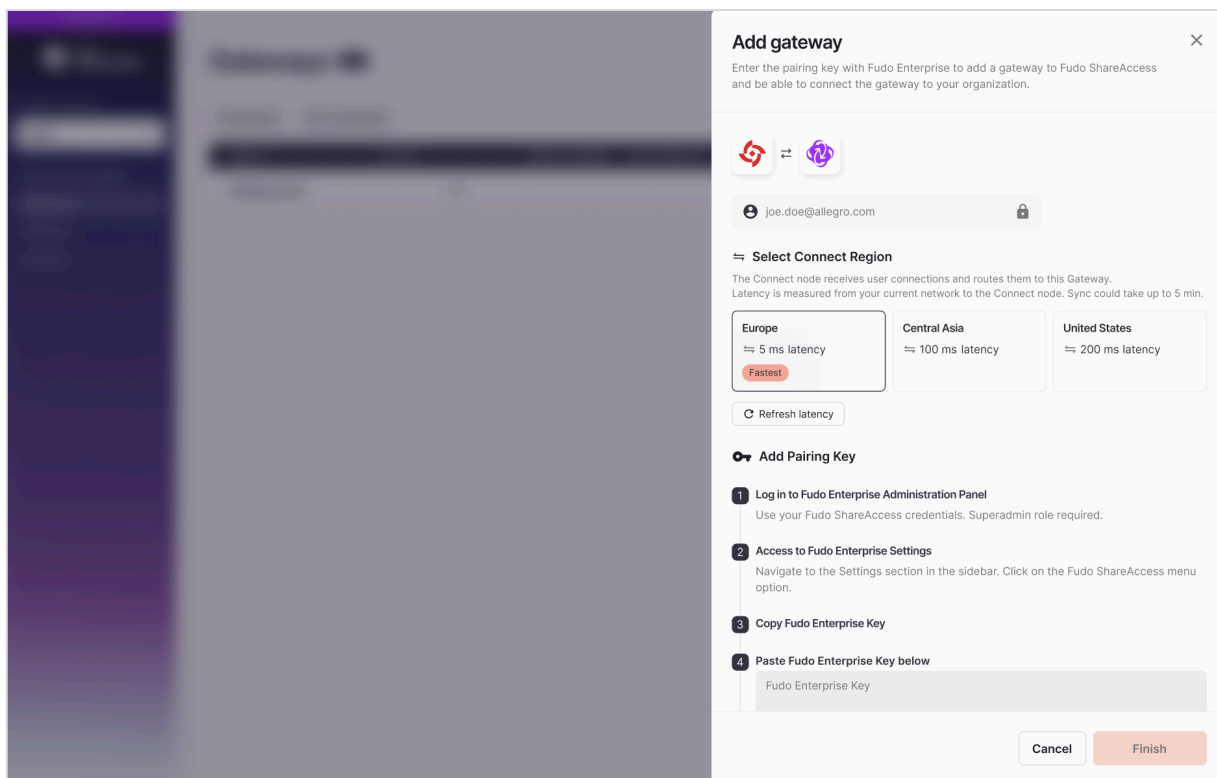 Add gateway
Enter the pairing key with Fudo Enterprise to add a gateway to Fudo ShareAccess
and be able to connect the gateway to your organization.
joe.doe@allegro.com
Select Connect Region
The Connect node receives user connections and routes them to this Gateway.
Latency is measured from your current network to the Connect node. Sync could take up to 5 min.
Europe
5 ms latency
Fastest
Central Asia
100 ms latency
United States
200 ms latency
Refresh latency
Add Pairing Key
1 Log in to Fudo Enterprise Administration Panel
Use your Fudo ShareAccess credentials. Superadmin role required.
2 Access to Fudo Enterprise Settings
Navigate to the Settings section in the sidebar. Click on the Fudo ShareAccess menu
option.
3 Copy Fudo Enterprise Key
4 Paste Fudo Enterprise Key below
Fudo Enterprise Key
Cancel
Finish